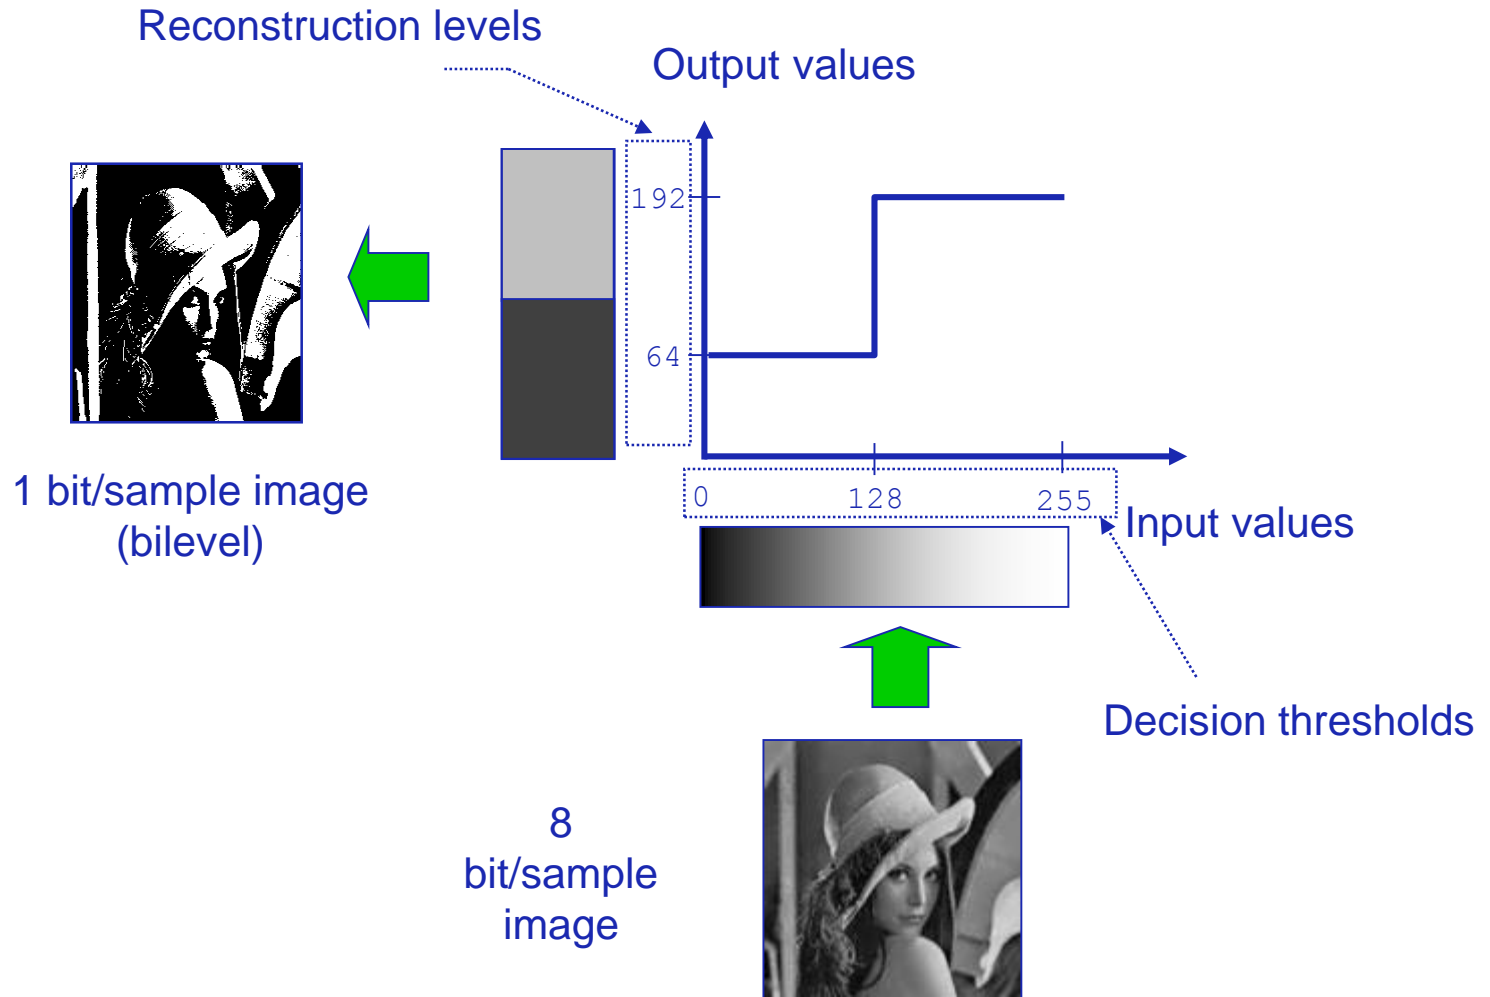 Reconstruction levels
Output values
192
64
1 bit/sample image
(bilevel)
0 128 255
Input values
Decision thresholds
8
bit/sample
image